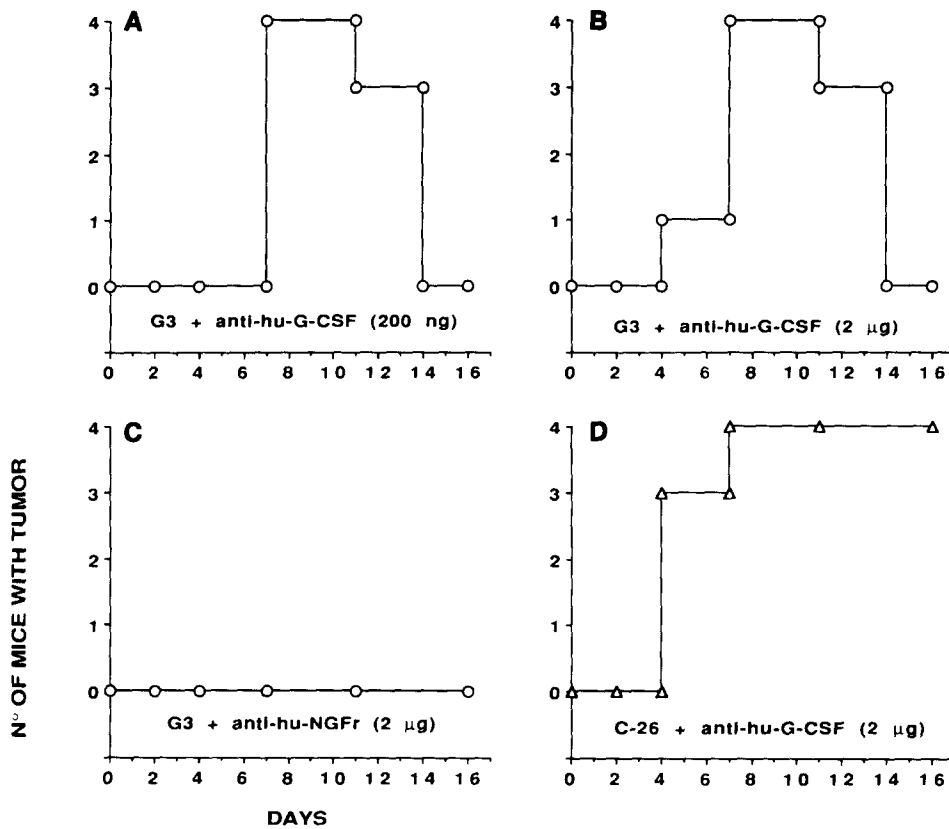 A
4
3
2
1
0
G3 + anti-hu-G-CSF (200 ng)
0 2 4 6 8 10 12 14 16
B
4
3
2
1
0
G3 + anti-hu-G-CSF (2 µg)
0 2 4 6 8 10 12 14 16
C
4
3
2
1
0
G3 + anti-hu-NGFr (2 µg)
0 2 4 6 8 10 12 14 16
D
4
3
2
1
0
C-26 + anti-hu-G-CSF (2 µg)
0 2 4 6 8 10 12 14 16
N° OF MICE WITH TUMOR
DAYS